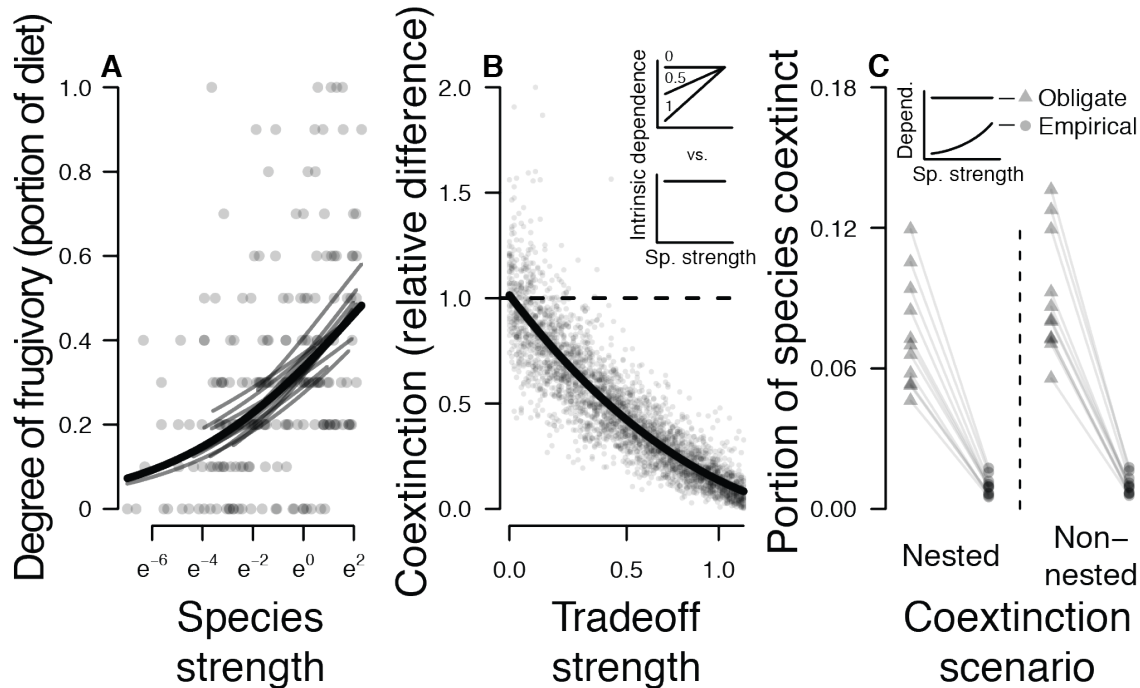 A
Degree of frugivory (portion of diet)
1.0
0.8
0.6
0.4
0.2
0
e−6
e−4
e−2
e0
e2
Species
strength
B
Coextinction (relative difference)
2.0
1.5
1.0
0.5
0.0
0.0
0.5
1.0
Tradeoff
strength
Intrinsic dependence
0
0.5
1
vs.
Sp. strength
C
Portion of species coextinct
0.18
0.12
0.06
0.00
Depend.
Obligate
Empirical
Sp. strength
Nested
Non−
nested
Coextinction
scenario